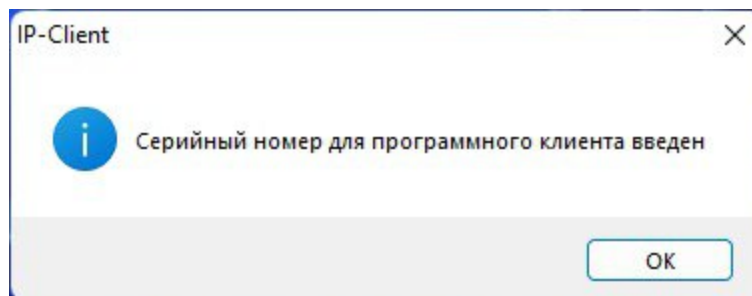 IP-Client
Серийный номер для программного клиента введен
OK